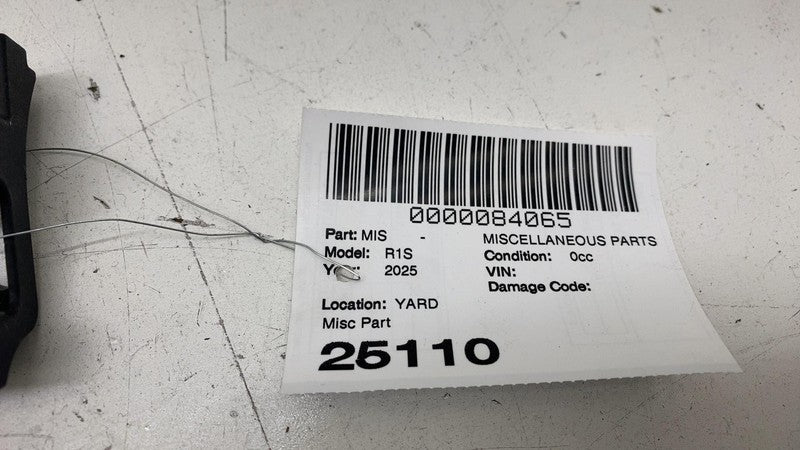 0000084065
Part: MIS - MISCELLANEOUS PARTS
Model: R1S Condition: 0cc
2025 VIN:
Damage Code:
Location: YARD
Misc Part
25110